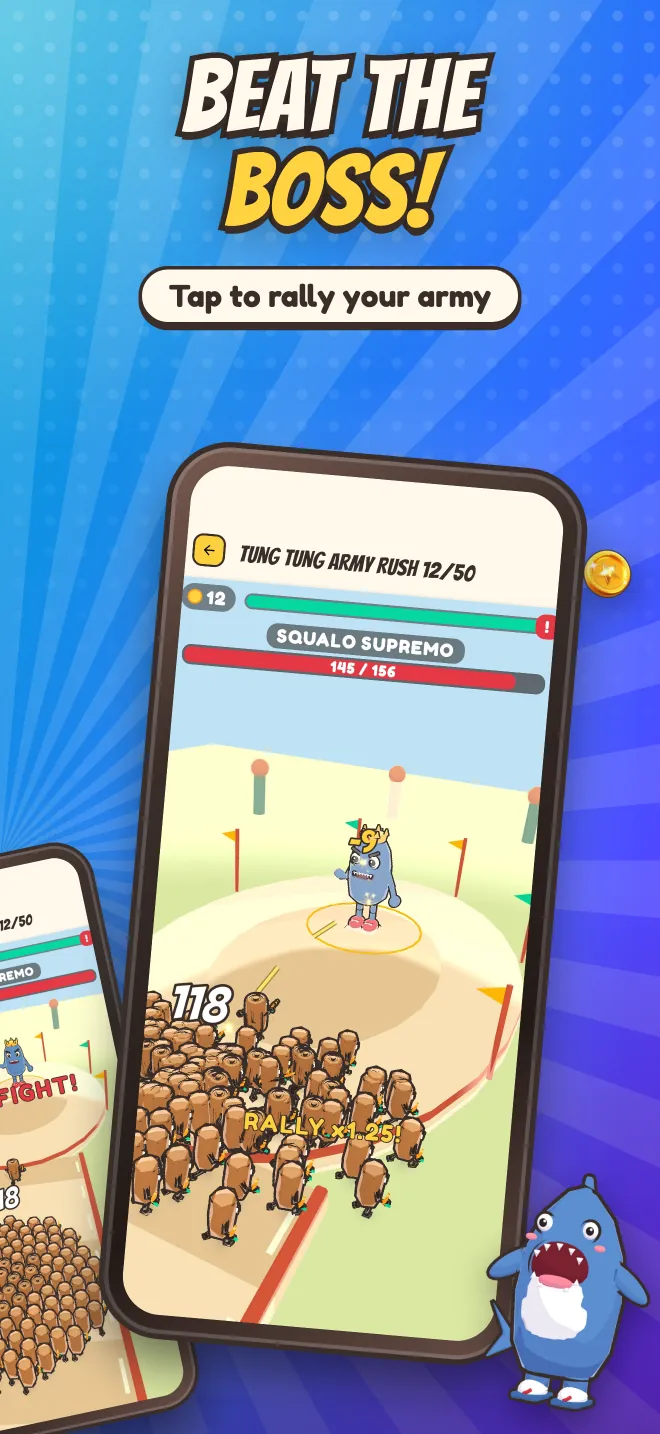 BEAT THE
BOSS!
Tap to rally your army
TUNG TUNG ARMY RUSH 12/50
12
!
SQUALO SUPREMO
145 / 156
-9
118
RALLY x1.25!
12/50
!
REMO
FIGHT!
18